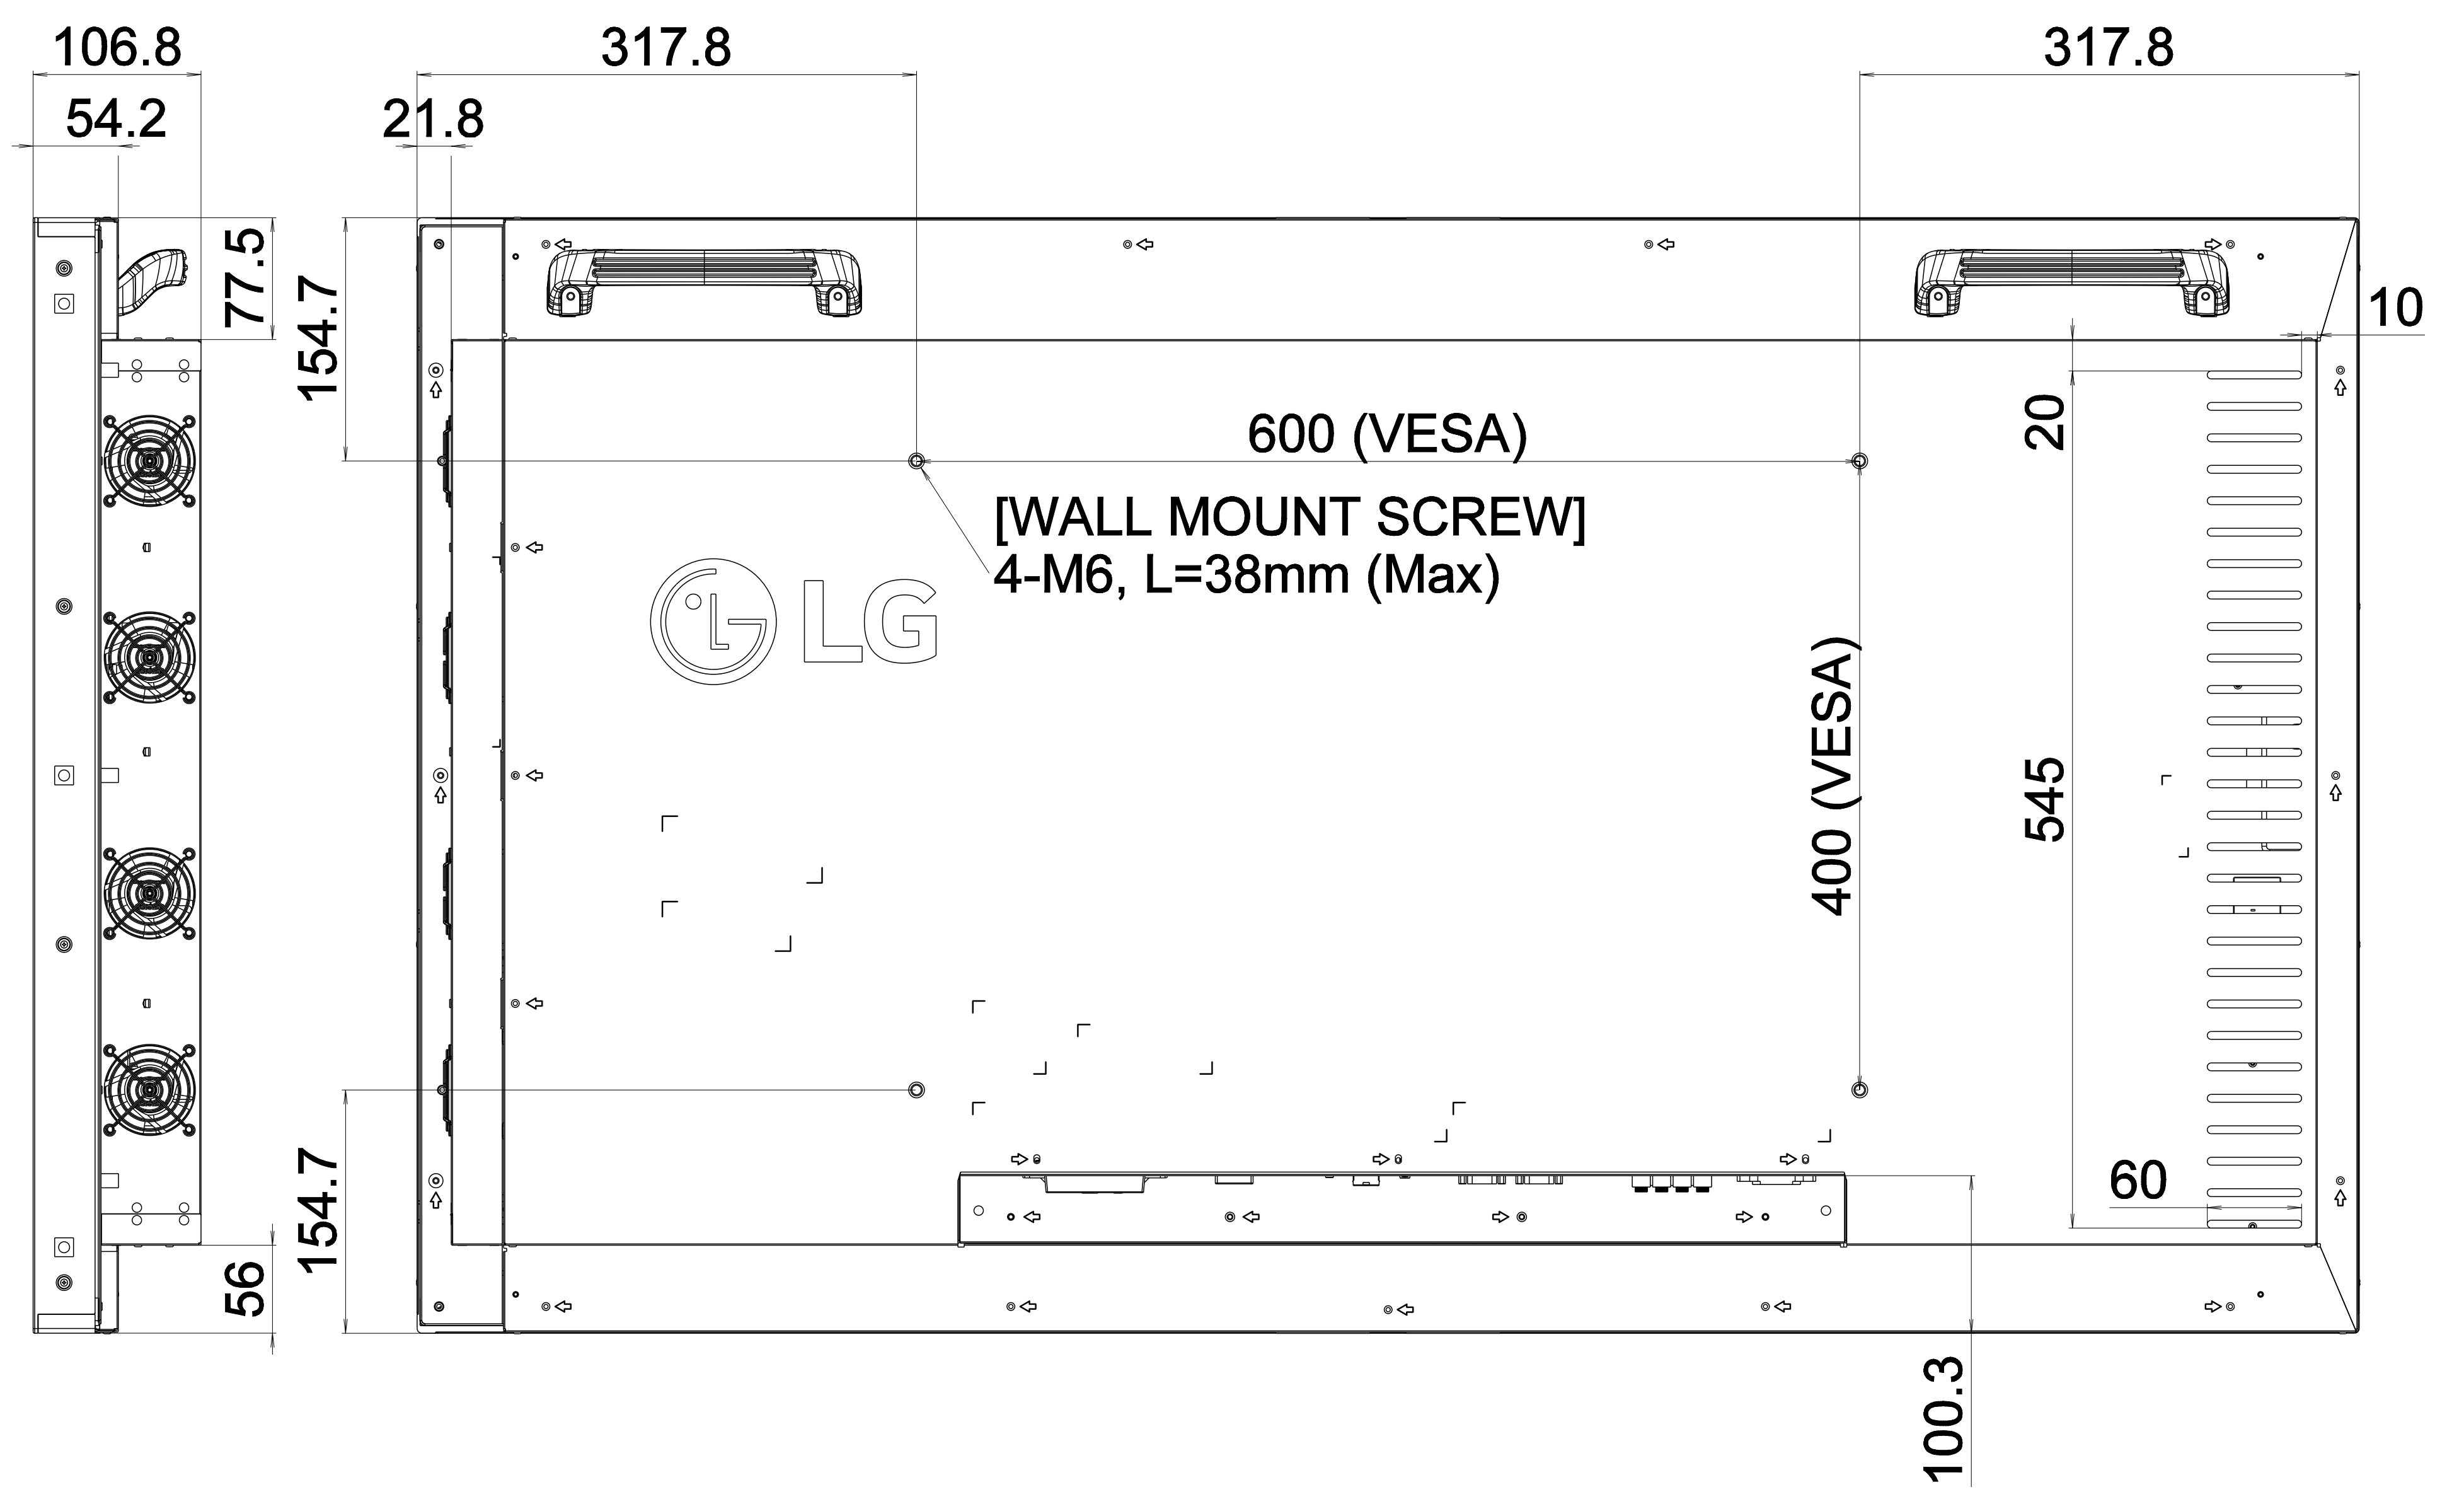 106.8
317.8
317.8
54.2
21.8
77.5
154.7
10
600 (VESA)
20
[WALL MOUNT SCREW]
4-M6, L=38mm (Max)
LG
400 (VESA)
545
154.7
60
56
100.3